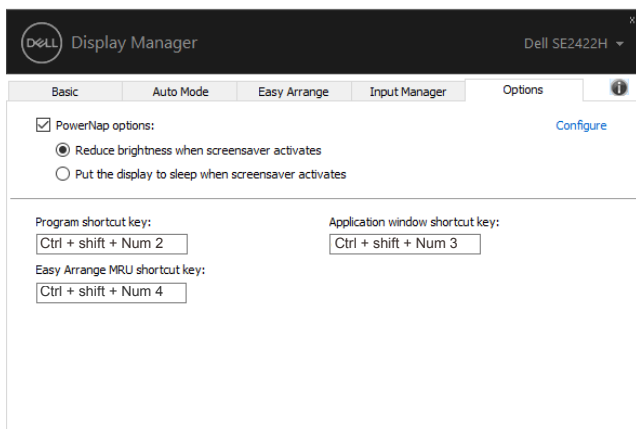 DELL Display Manager
Dell SE2422H
Basic Auto Mode Easy Arrange Input Manager Options
PowerNap options:
Configure
Reduce brightness when screensaver activates
Put the display to sleep when screensaver activates
Program shortcut key:
Application window shortcut key:
Ctrl + shift + Num 2
Ctrl + shift + Num 3
Easy Arrange MRU shortcut key:
Ctrl + shift + Num 4